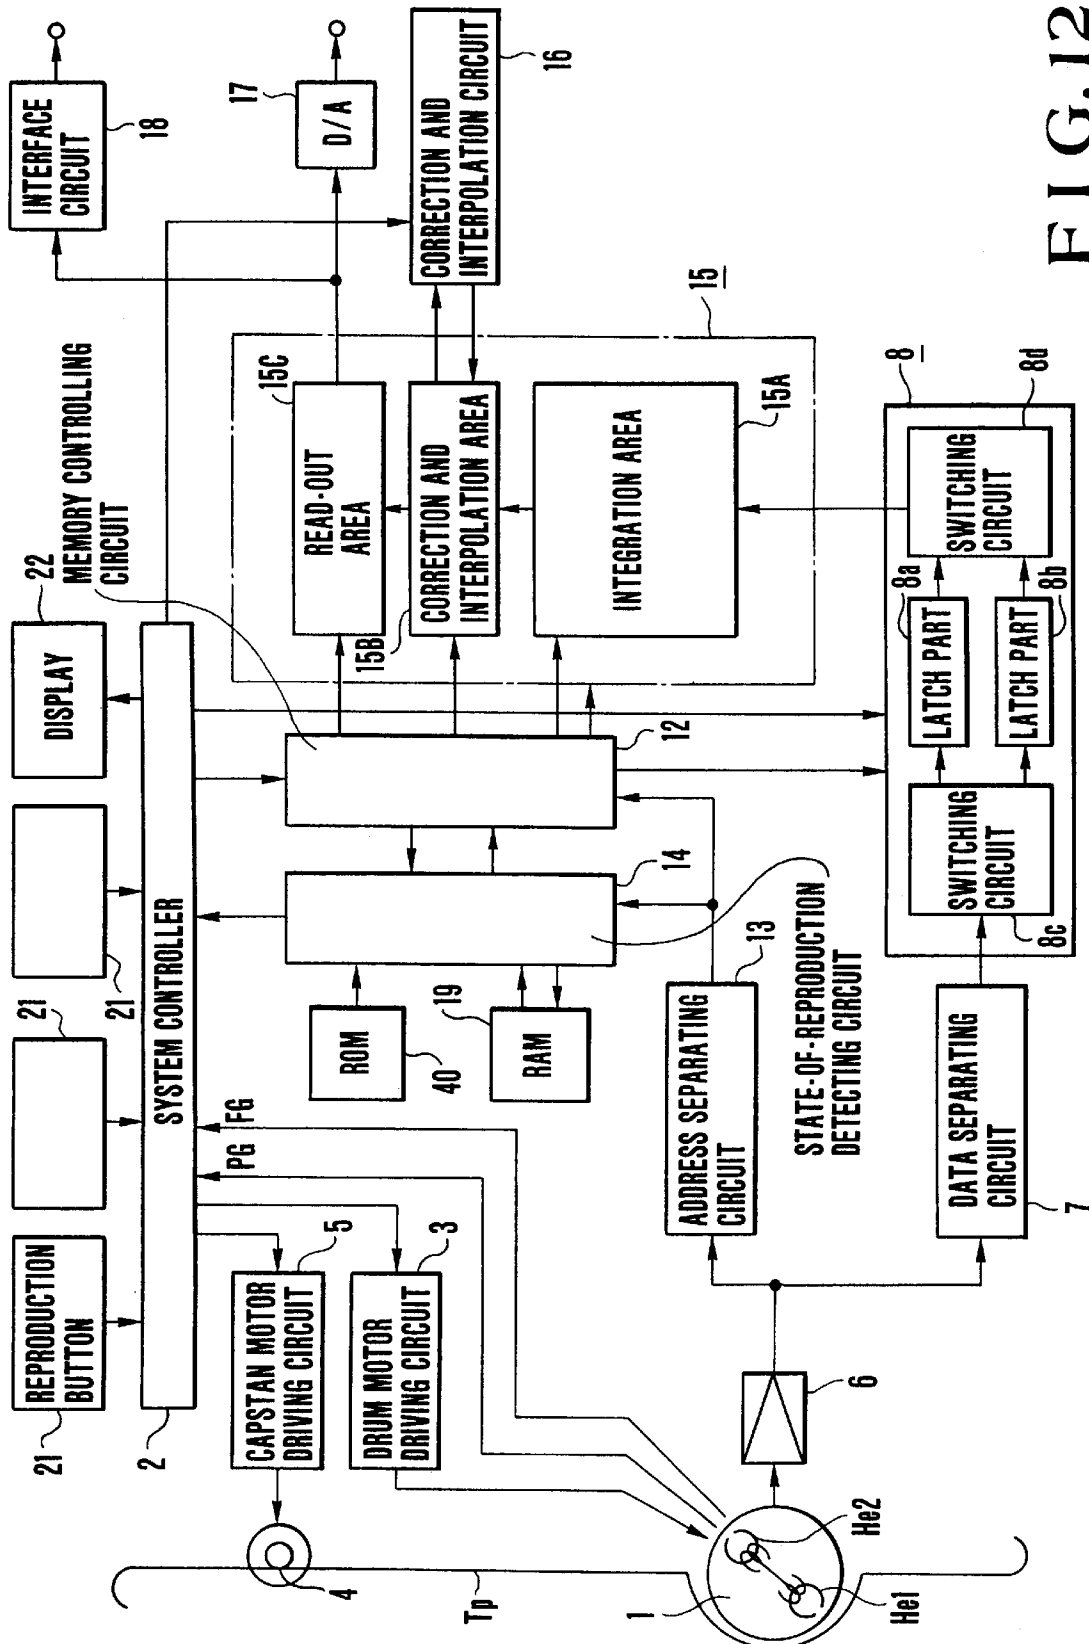 REPRODUCTION
BUTTON
21
21
21
DISPLAY
22
MEMORY CONTROLLING
CIRCUIT
INTERFACE
CIRCUIT
18
2
SYSTEM CONTROLLER
PG
FG
CAPSTAN MOTOR
DRIVING CIRCUIT
5
DRUM MOTOR
DRIVING CIRCUIT
3
4
Tp
ROM
40
19
RAM
14
12
15C
READ-OUT
AREA
15B
CORRECTION AND
INTERPOLATION AREA
INTEGRATION AREA
15A
15
17
D/A
CORRECTION AND
INTERPOLATION CIRCUIT
16
ADDRESS SEPARATING
CIRCUIT
13
STATE-OF-REPRODUCTION
DETECTING CIRCUIT
1
He2
He1
6
DATA SEPARATING
CIRCUIT
7
8
SWITCHING
CIRCUIT
8c
LATCH PART
8a
LATCH PART
8b
SWITCHING
CIRCUIT
8d
FIG.12